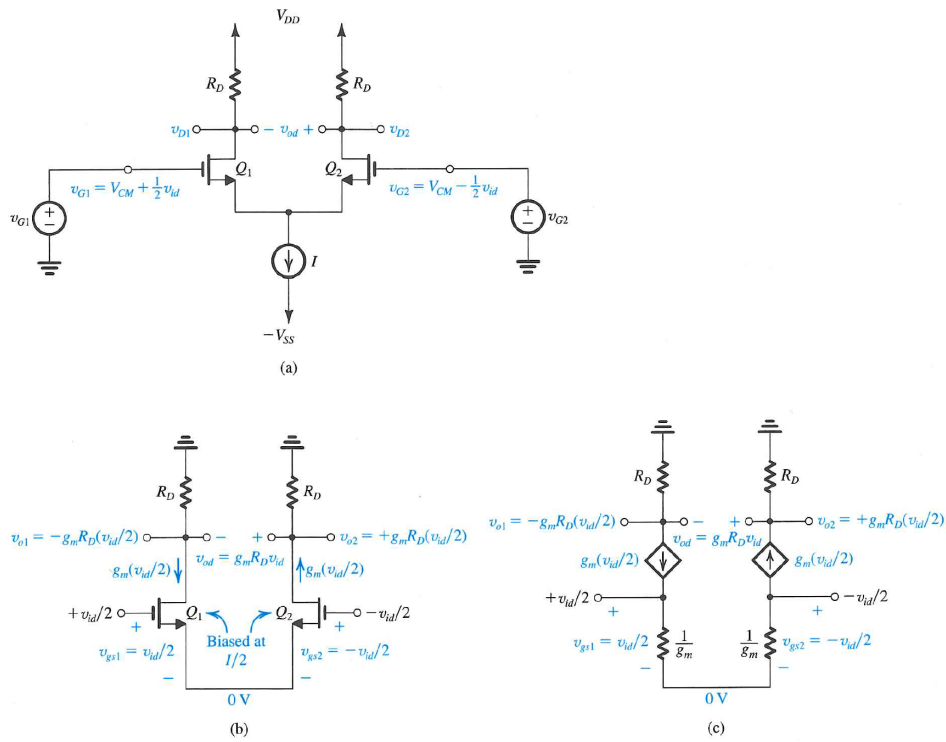 V_DD
R_D R_D
v_D1 − v_od + v_D2
Q_1 Q_2
v_G1 = V_CM + 1/2 v_id v_G2 = V_CM − 1/2 v_id
v_G1 + − + − v_G2
I
−V_SS
(a)
R_D R_D
v_o1 = −g_m R_D(v_id/2) − + v_o2 = +g_m R_D(v_id/2)
v_od = g_m R_D v_id
g_m(v_id/2) g_m(v_id/2)
+v_id/2 Q_1 Q_2 −v_id/2
+ +
Biased at
I/2
v_gs1 = v_id/2 v_gs2 = −v_id/2
− −
0 V
(b)
R_D R_D
v_o1 = −g_m R_D(v_id/2) − + v_o2 = +g_m R_D(v_id/2)
v_od = g_m R_D v_id
g_m(v_id/2) g_m(v_id/2)
+v_id/2 −v_id/2
+ +
v_gs1 = v_id/2 1/g_m 1/g_m v_gs2 = −v_id/2
− −
0 V
(c)